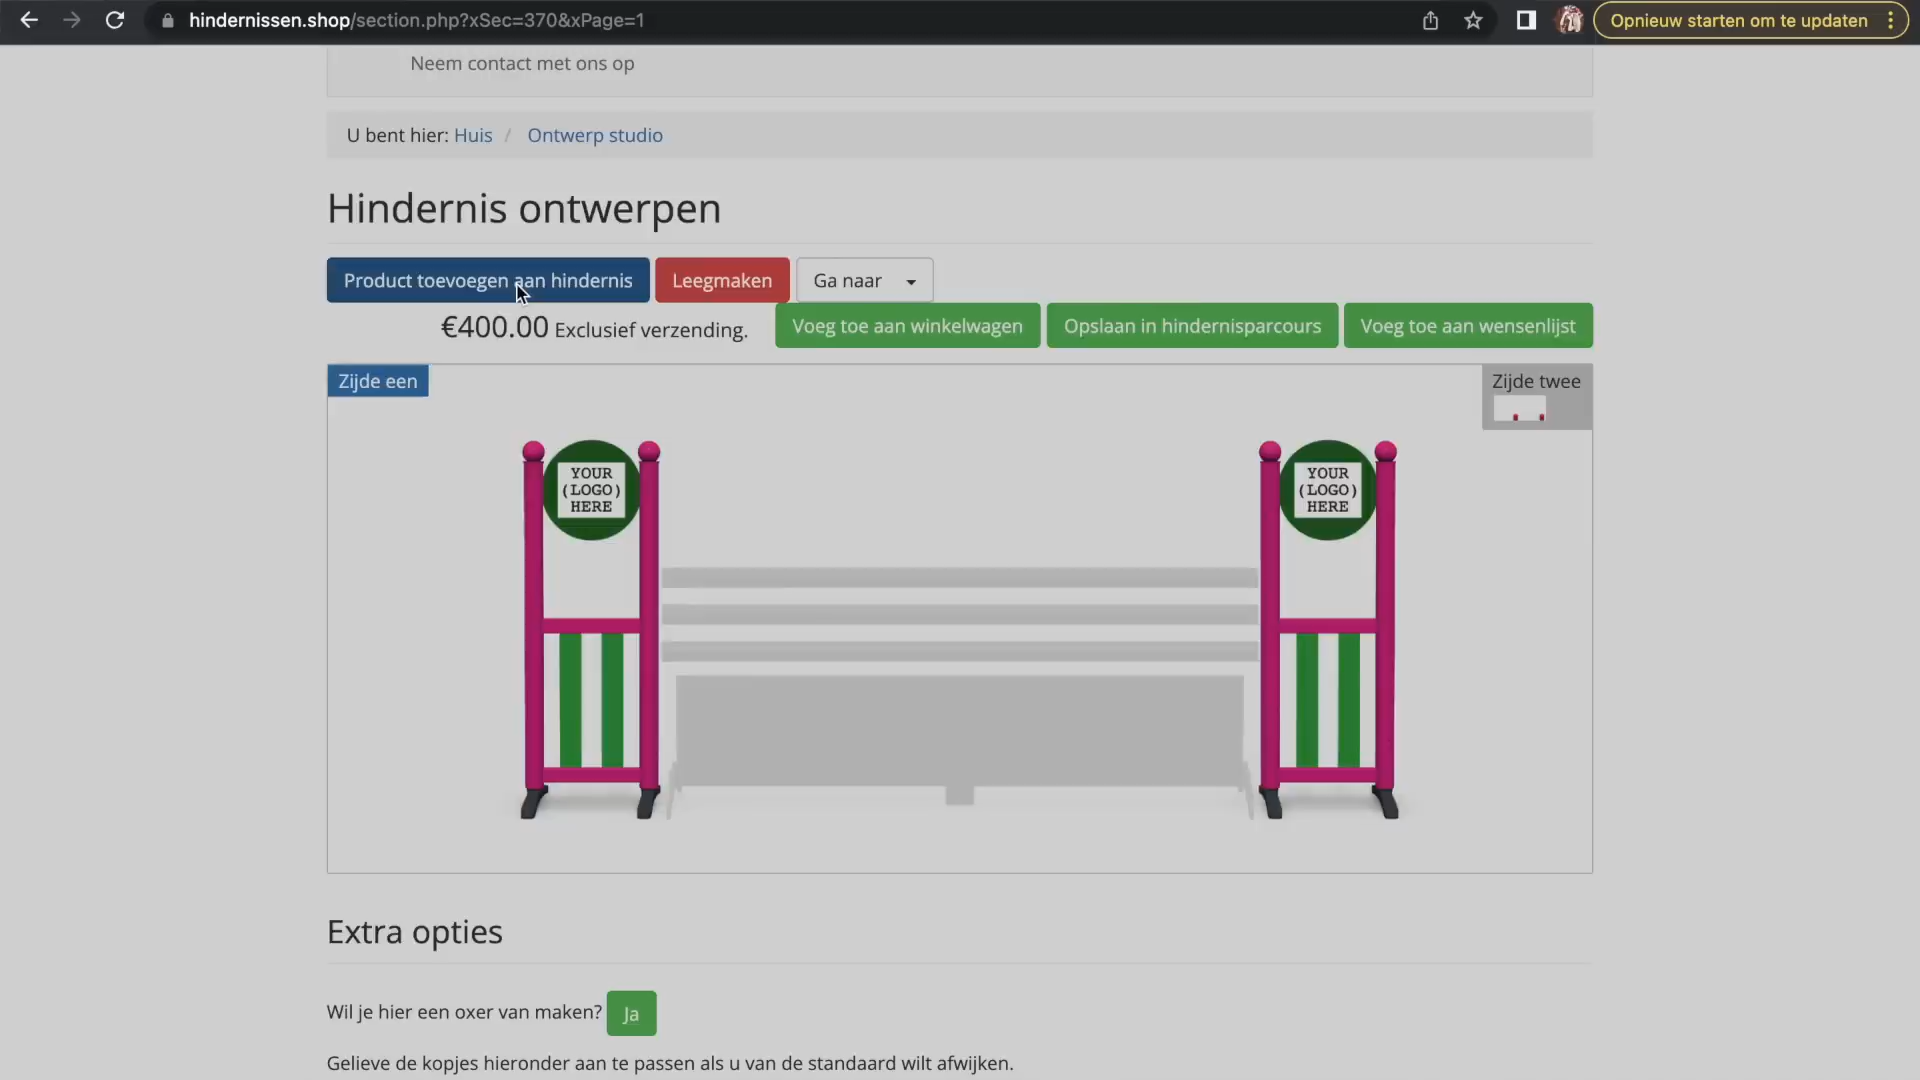 hindernissen.shop/section.php?xSec=370&xPage=1
Opnieuw starten om te updaten
Neem contact met ons op
U bent hier: Huis / Ontwerp studio
Hindernis ontwerpen
Product toevoegen aan hindernis Leegmaken Ga naar
€400.00 Exclusief verzending. Voeg toe aan winkelwagen Opslaan in hindernisparcours Voeg toe aan wensenlijst
Zijde een
Zijde twee
YOUR
(LOGO)
HERE
YOUR
(LOGO)
HERE
Extra opties
Wil je hier een oxer van maken? Ja
Gelieve de kopjes hieronder aan te passen als u van de standaard wilt afwijken.